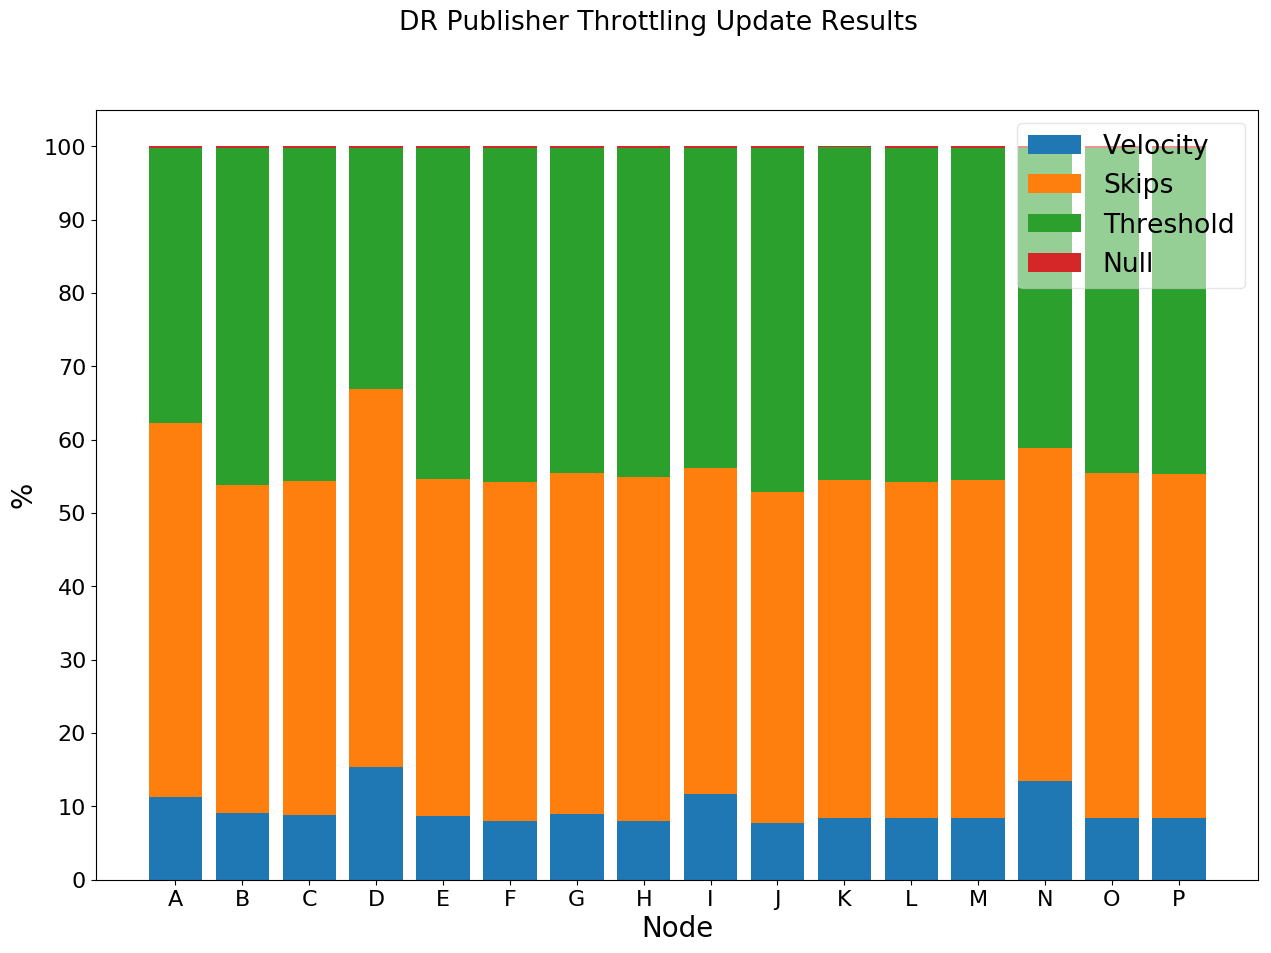 DR Publisher Throttling Update Results
100
90
80
70
60
50
40
30
20
10
0
%
Velocity
Skips
Threshold
Null
A B C D E F G H I J K L M N O P
Node